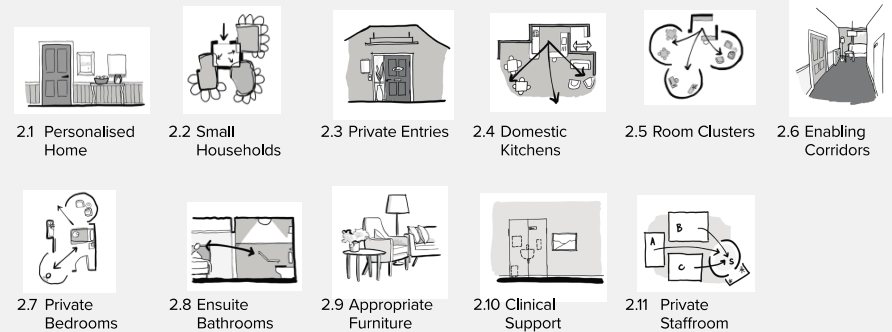 2.1 Personalised
Home
2.2 Small
Households
2.3 Private Entries
2.4 Domestic
Kitchens
2.5 Room Clusters
2.6 Enabling
Corridors
A
B
C
S
2.7 Private
Bedrooms
2.8 Ensuite
Bathrooms
2.9 Appropriate
Furniture
2.10 Clinical
Support
2.11 Private
Staffroom